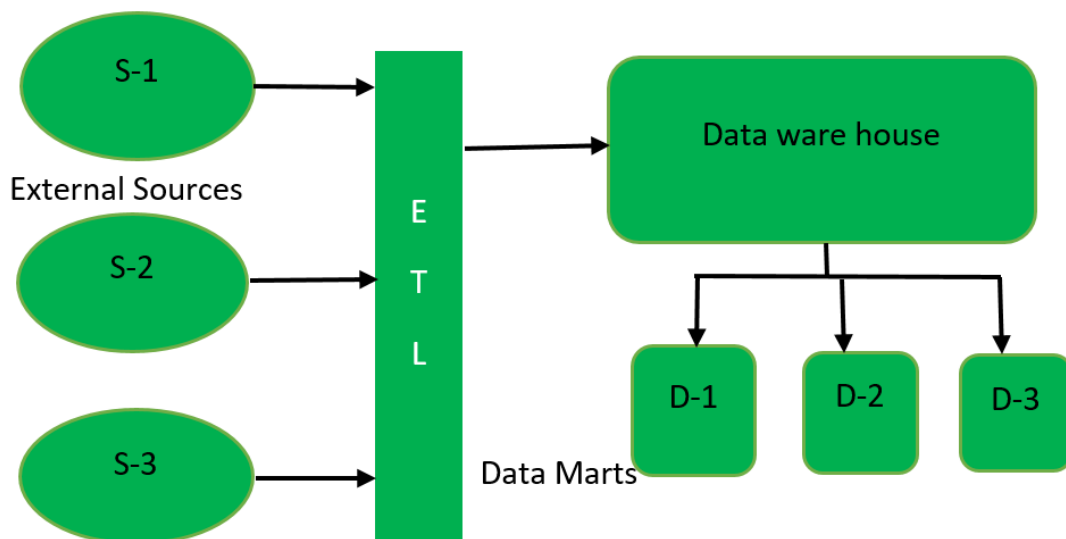 S-1
External Sources
S-2
S-3
E
T
L
Data ware house
D-1
D-2
D-3
Data Marts